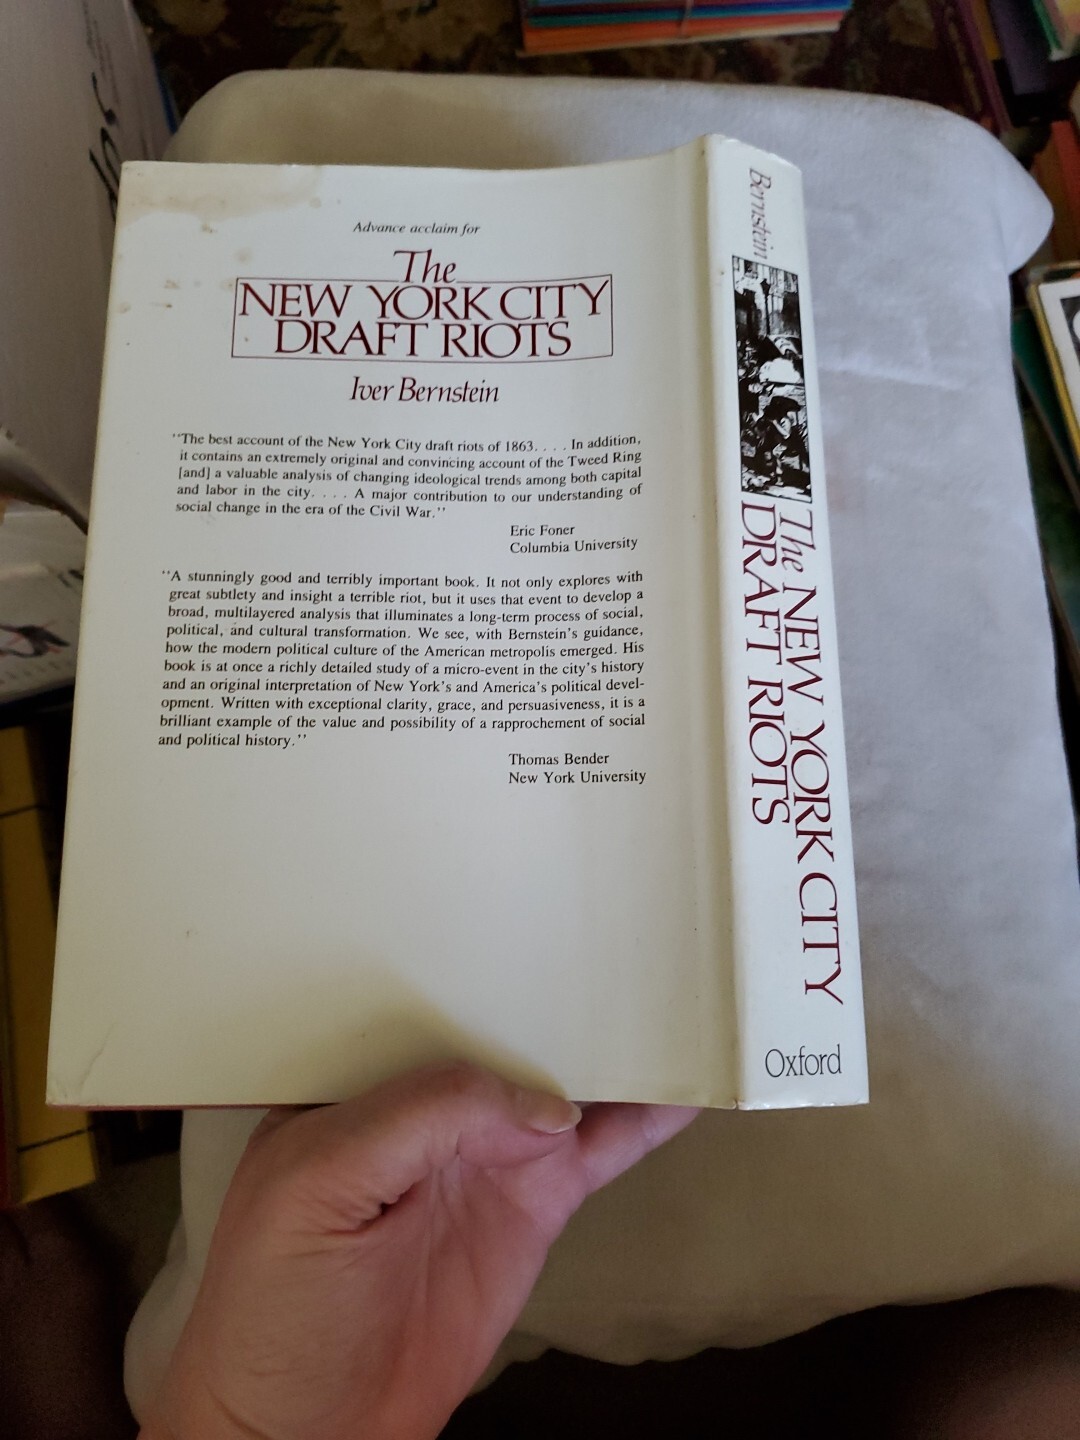 Advance acclaim for
The
NEW YORK CITY
DRAFT RIOTS
Iver Bernstein
"The best account of the New York City draft riots of 1863. . . . In addition,
it contains an extremely original and convincing account of the Tweed Ring
[and] a valuable analysis of changing ideological trends among both capital
and labor in the city. . . . A major contribution to our understanding of
social change in the era of the Civil War."
Eric Foner
Columbia University
"A stunningly good and terribly important book. It not only explores with
great subtlety and insight a terrible riot, but it uses that event to develop a
broad, multilayered analysis that illuminates a long-term process of social,
political, and cultural transformation. We see, with Bernstein's guidance,
how the modern political culture of the American metropolis emerged. His
book is at once a richly detailed study of a micro-event in the city's history
and an original interpretation of New York's and America's political devel-
opment. Written with exceptional clarity, grace, and persuasiveness, it is a
brilliant example of the value and possibility of a rapprochement of social
and political history."
Thomas Bender
New York University
Bernstein
The NEW YORK CITY
DRAFT RIOTS
Oxford